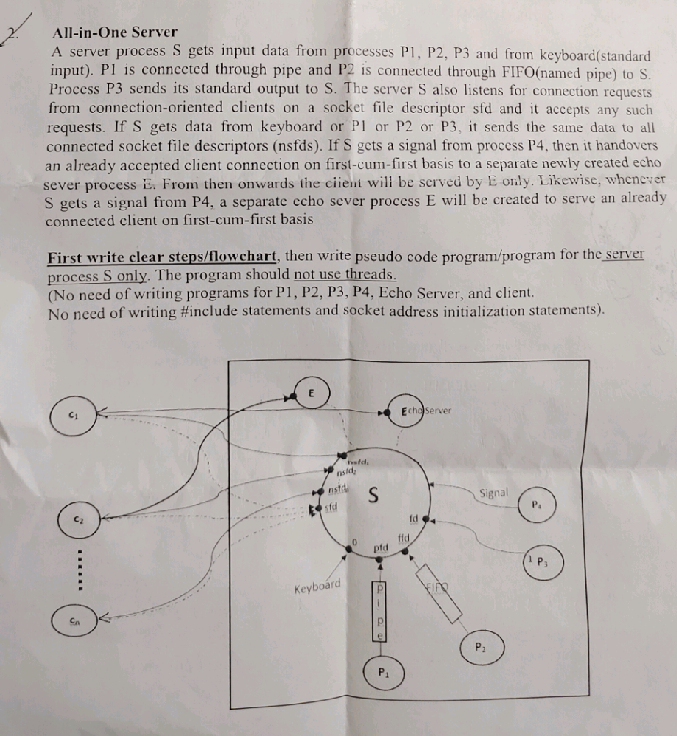 2.
All-in-One Server
A server process S gets input data from processes P1, P2, P3 and from keyboard(standard
input). P1 is connected through pipe and P2 is connected through FIFO(named pipe) to S.
Process P3 sends its standard output to S. The server S also listens for connection requests
from connection-oriented clients on a socket file descriptor sfd and it accepts any such
requests. If S gets data from keyboard or P1 or P2 or P3, it sends the same data to all
connected socket file descriptors (nsfds). If S gets a signal from process P4, then it handovers
an already accepted client connection on first-cum-first basis to a separate newly created echo
sever process E. From then onwards the client will be served by E only. Likewise, whenever
S gets a signal from P4, a separate echo sever process E will be created to serve an already
connected client on first-cum-first basis
First write clear steps/flowchart, then write pseudo code program/program for the server
process S only. The program should not use threads.
(No need of writing programs for P1, P2, P3, P4, Echo Server, and client.
No need of writing #include statements and socket address initialization statements).
E
C1
Echo Server
nsfd2
S
Signal
P4
sfd
C2
fd
ffd
0
pfd
P3
Keyboard
Pipe
FIFO
Cn
P2
P1